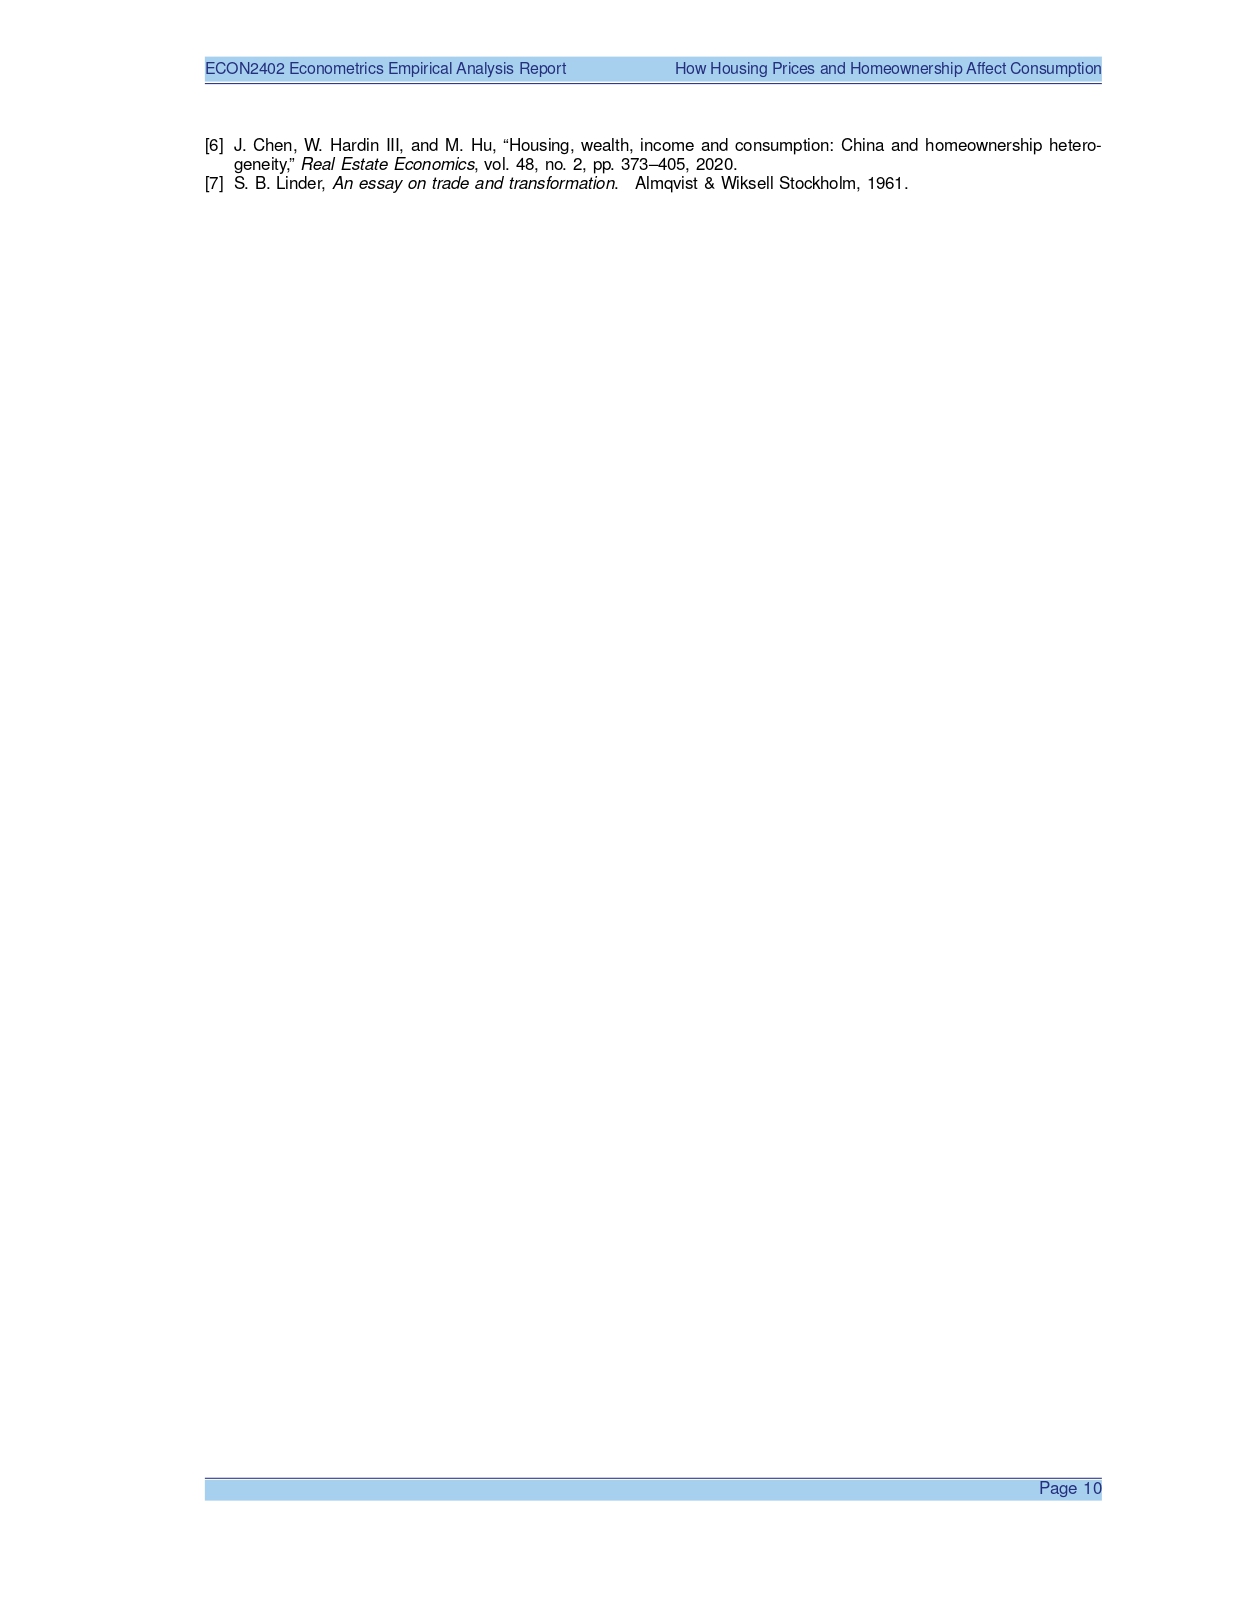 ECON2402 Econometrics Empirical Analysis Report How Housing Prices and Homeownership Affect Consumption
[6] J. Chen, W. Hardin III, and M. Hu, “Housing, wealth, income and consumption: China and homeownership hetero-
geneity,” Real Estate Economics, vol. 48, no. 2, pp. 373–405, 2020.
[7] S. B. Linder, An essay on trade and transformation. Almqvist & Wiksell Stockholm, 1961.
Page 10